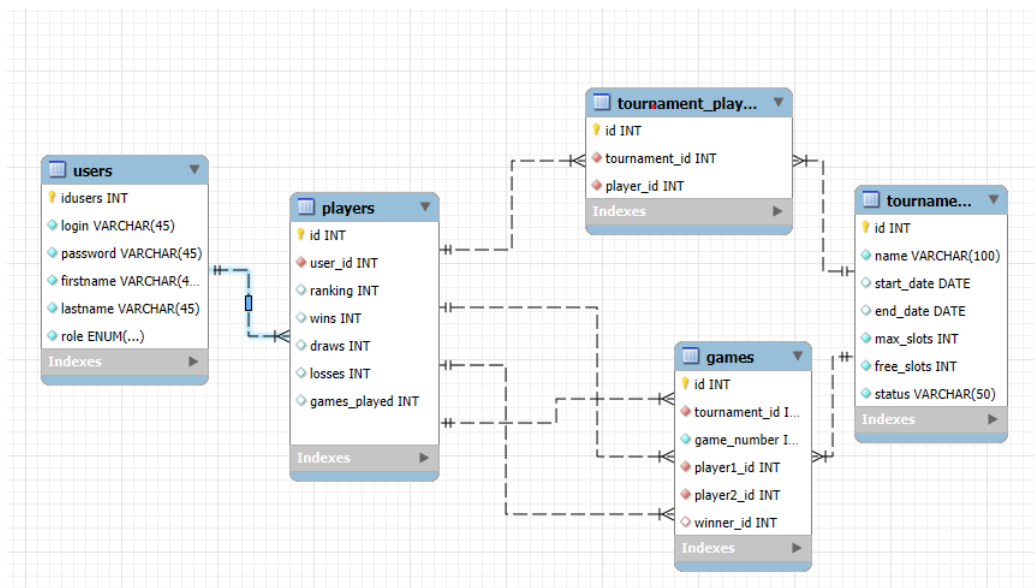 users
idusers INT
login VARCHAR(45)
password VARCHAR(45)
firstname VARCHAR(4...
lastname VARCHAR(45)
role ENUM(...)
Indexes
players
id INT
user_id INT
ranking INT
wins INT
draws INT
losses INT
games_played INT
Indexes
tournament_play...
id INT
tournament_id INT
player_id INT
Indexes
games
id INT
tournament_id I...
game_number I...
player1_id INT
player2_id INT
winner_id INT
Indexes
tourname...
id INT
name VARCHAR(100)
start_date DATE
end_date DATE
max_slots INT
free_slots INT
status VARCHAR(50)
Indexes